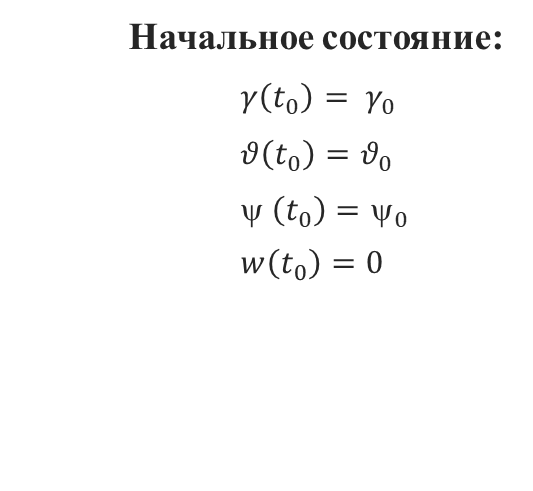 Начальное состояние:
𝛾(𝑡₀) = 𝛾₀
𝜗(𝑡₀) = 𝜗₀
ψ (𝑡₀) = ψ₀
𝑤(𝑡₀) = 0